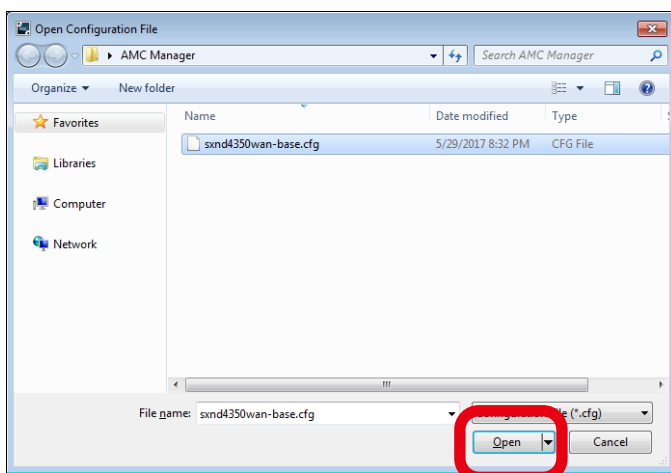 Open Configuration File
AMC Manager
Search AMC Manager
Organize
New folder
Name
Date modified
Type
Favorites
sxnd4350wan-base.cfg
5/29/2017 8:32 PM
CFG File
Libraries
Computer
Network
File name:
sxnd4350wan-base.cfg
(*.cfg)
Open
Cancel